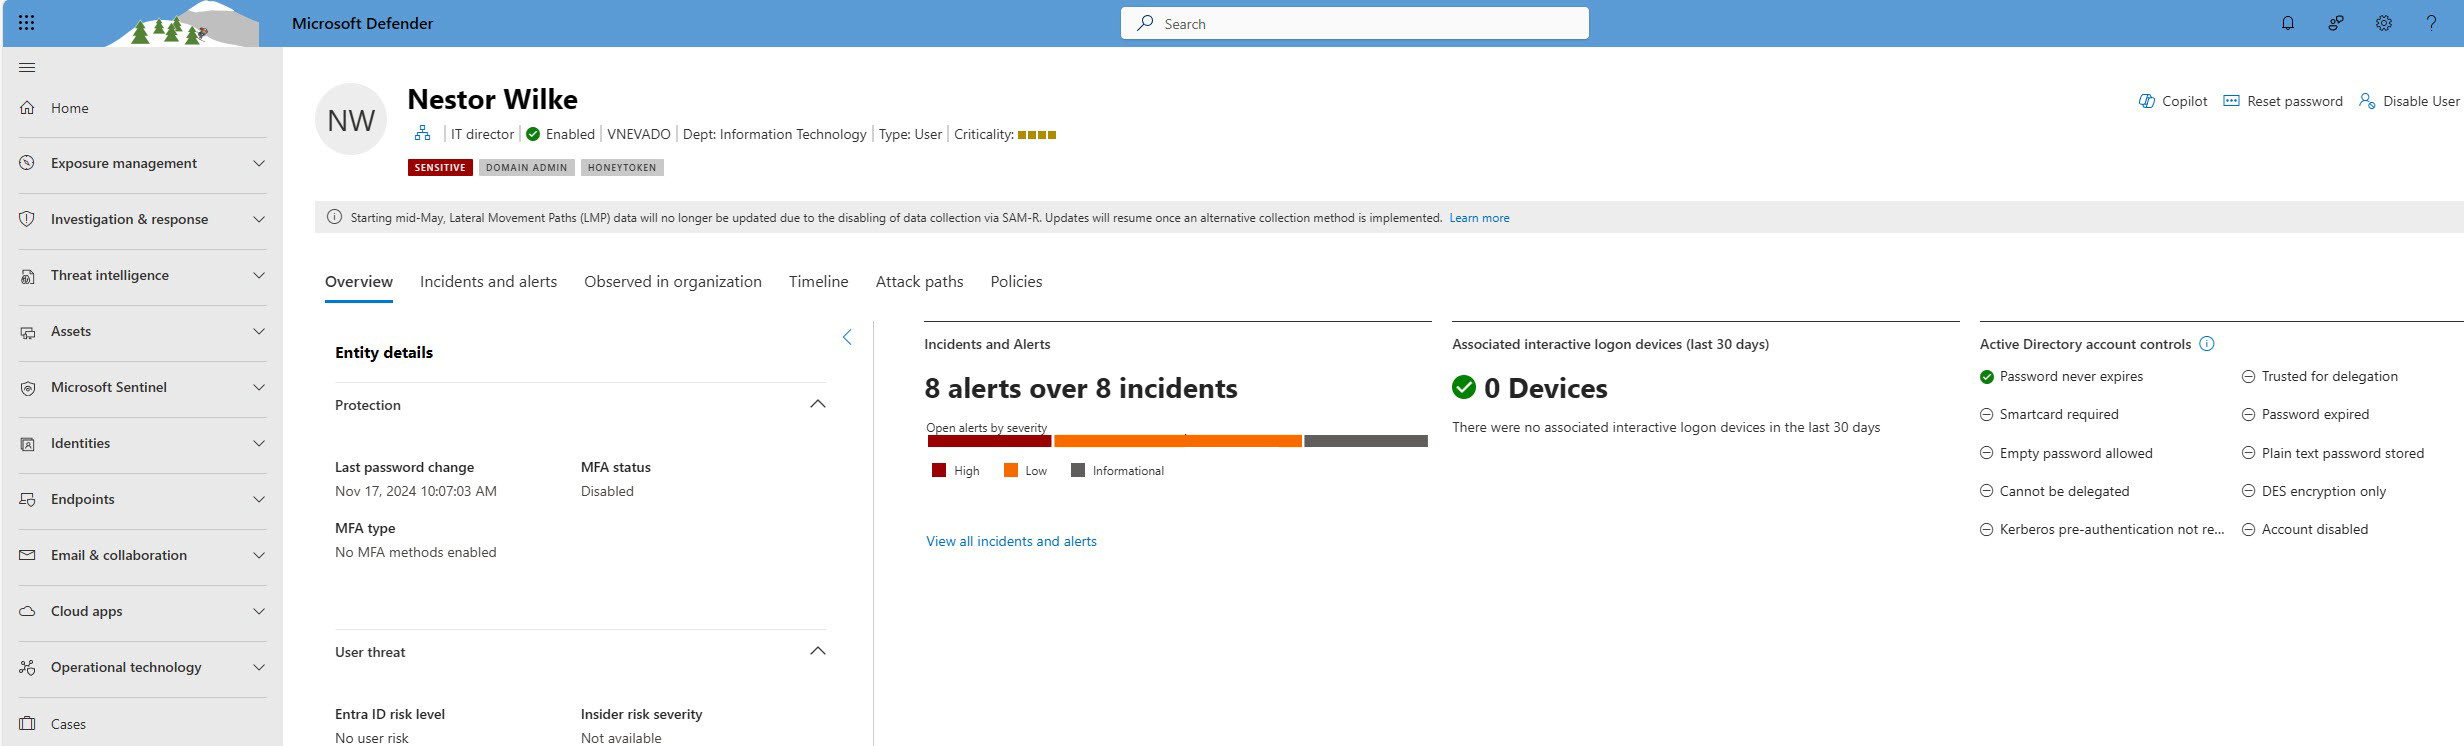 Microsoft Defender
Search
Home
Exposure management
Investigation & response
Threat intelligence
Assets
Microsoft Sentinel
Identities
Endpoints
Email & collaboration
Cloud apps
Operational technology
Cases
NW
Nestor Wilke
IT director | Enabled | VNEVADO | Dept: Information Technology | Type: User | Criticality:
SENSITIVE DOMAIN ADMIN HONEYTOKEN
Copilot Reset password Disable User
Starting mid-May, Lateral Movement Paths (LMP) data will no longer be updated due to the disabling of data collection via SAM-R. Updates will resume once an alternative collection method is implemented. Learn more
Overview Incidents and alerts Observed in organization Timeline Attack paths Policies
Entity details
Protection
Last password change MFA status
Nov 17, 2024 10:07:03 AM Disabled
MFA type
No MFA methods enabled
User threat
Entra ID risk level Insider risk severity
No user risk Not available
Incidents and Alerts
8 alerts over 8 incidents
Open alerts by severity
High Low Informational
View all incidents and alerts
Associated interactive logon devices (last 30 days)
0 Devices
There were no associated interactive logon devices in the last 30 days
Active Directory account controls
Password never expires Trusted for delegation
Smartcard required Password expired
Empty password allowed Plain text password stored
Cannot be delegated DES encryption only
Kerberos pre-authentication not re... Account disabled